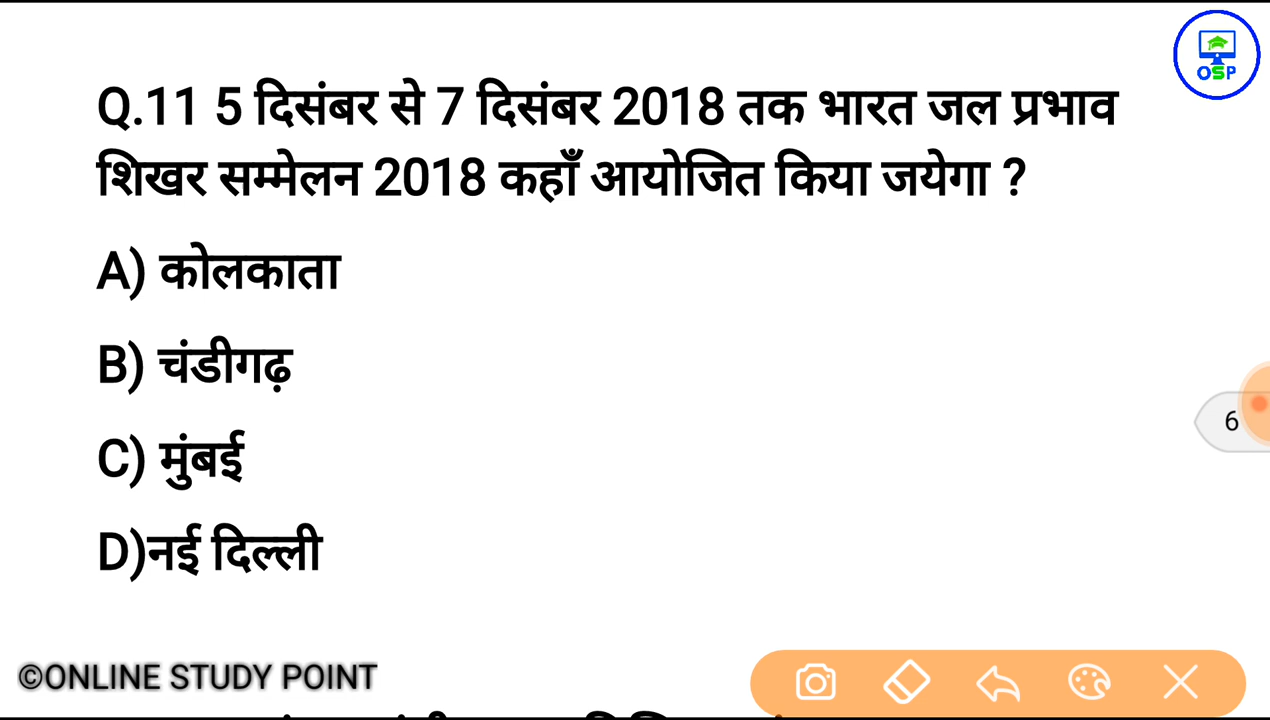 OSP
Q.11 5 दिसंबर से 7 दिसंबर 2018 तक भारत जल प्रभाव
शिखर सम्मेलन 2018 कहाँ आयोजित किया जयेगा ?
A) कोलकाता
B) चंडीगढ़
C) मुंबई
6
D)नई दिल्ली
©ONLINE STUDY POINT